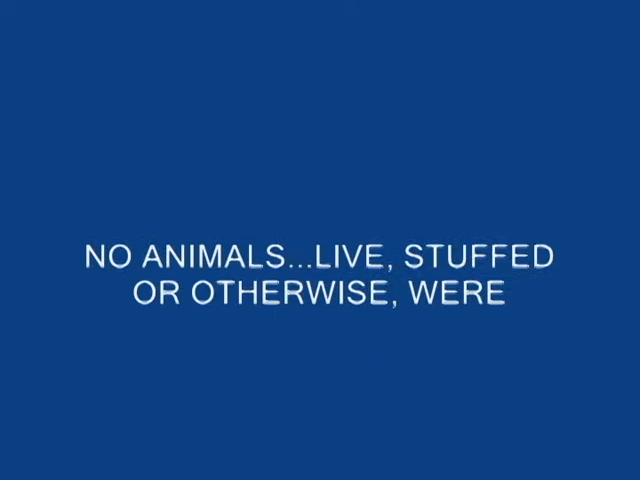 NO ANIMALS...LIVE, STUFFED
OR OTHERWISE, WERE